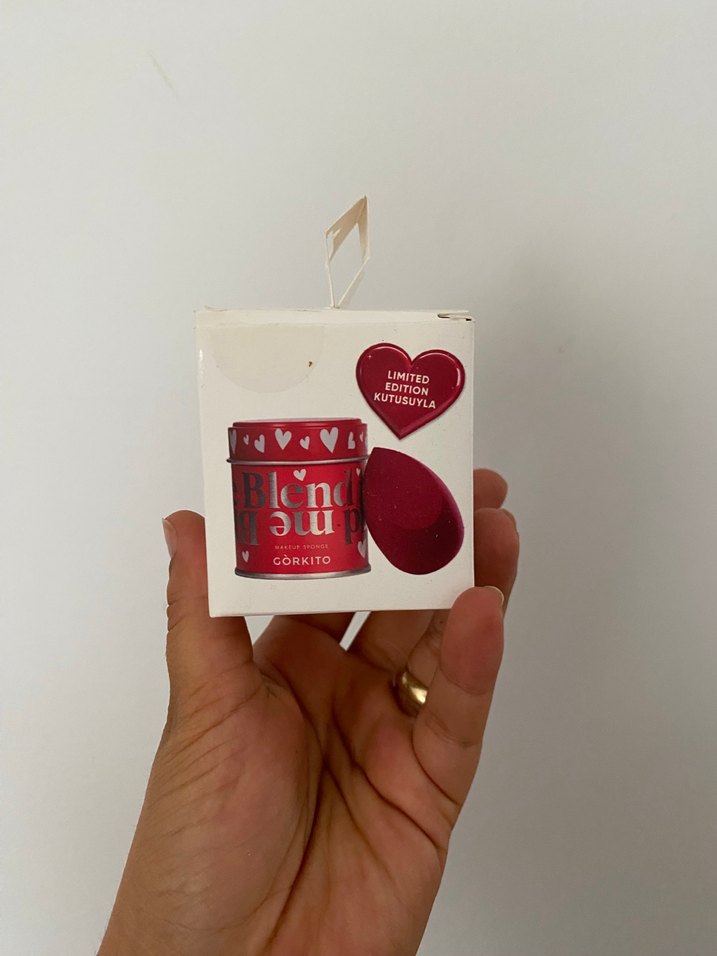 LIMITED
EDITION
KUTUSUYLA
Blend
me
MAKEUP SPONGE
GÒRKITO